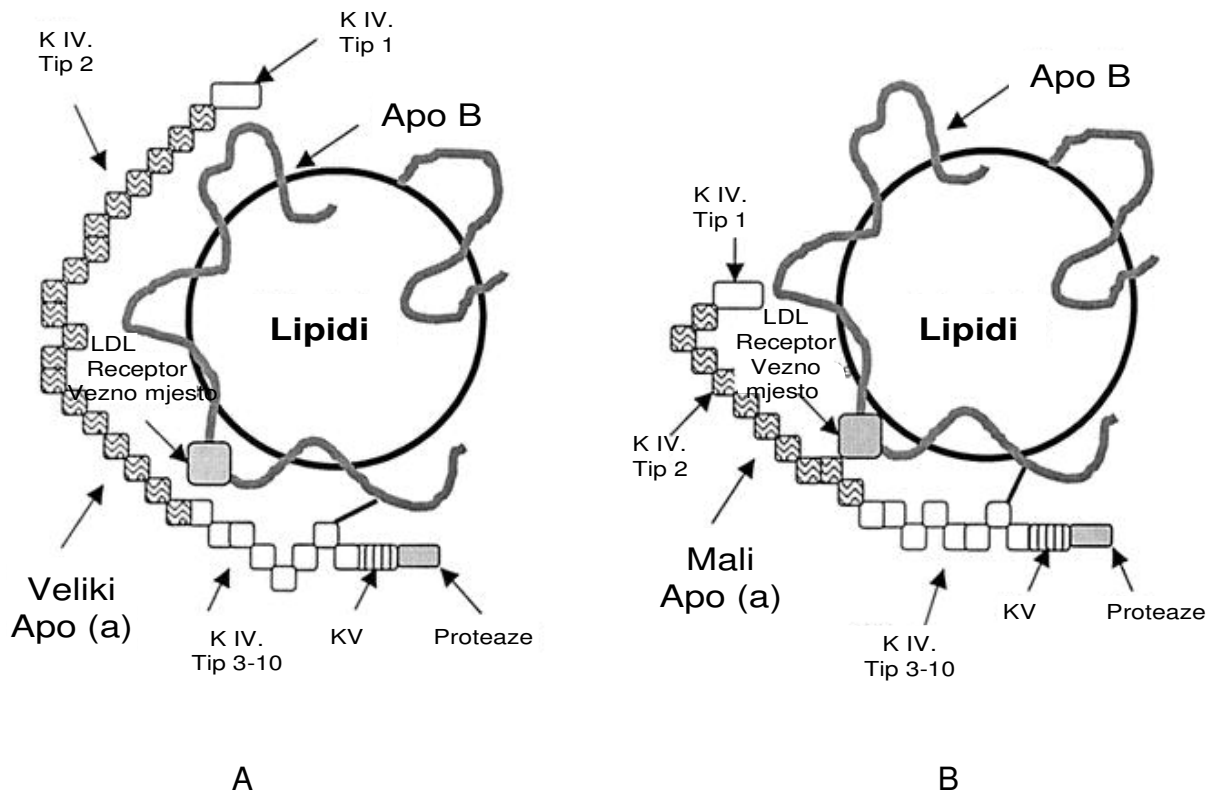 K IV.
Tip 2
K IV.
Tip 1
Apo B
Lipidi
LDL
Receptor
Vezno mjesto
Veliki
Apo (a)
K IV.
Tip 3-10
KV
Proteaze
A
Apo B
K IV.
Tip 1
Lipidi
LDL
Receptor
Vezno
mjesto
K IV.
Tip 2
Mali
Apo (a)
K IV.
Tip 3-10
KV
Proteaze
B